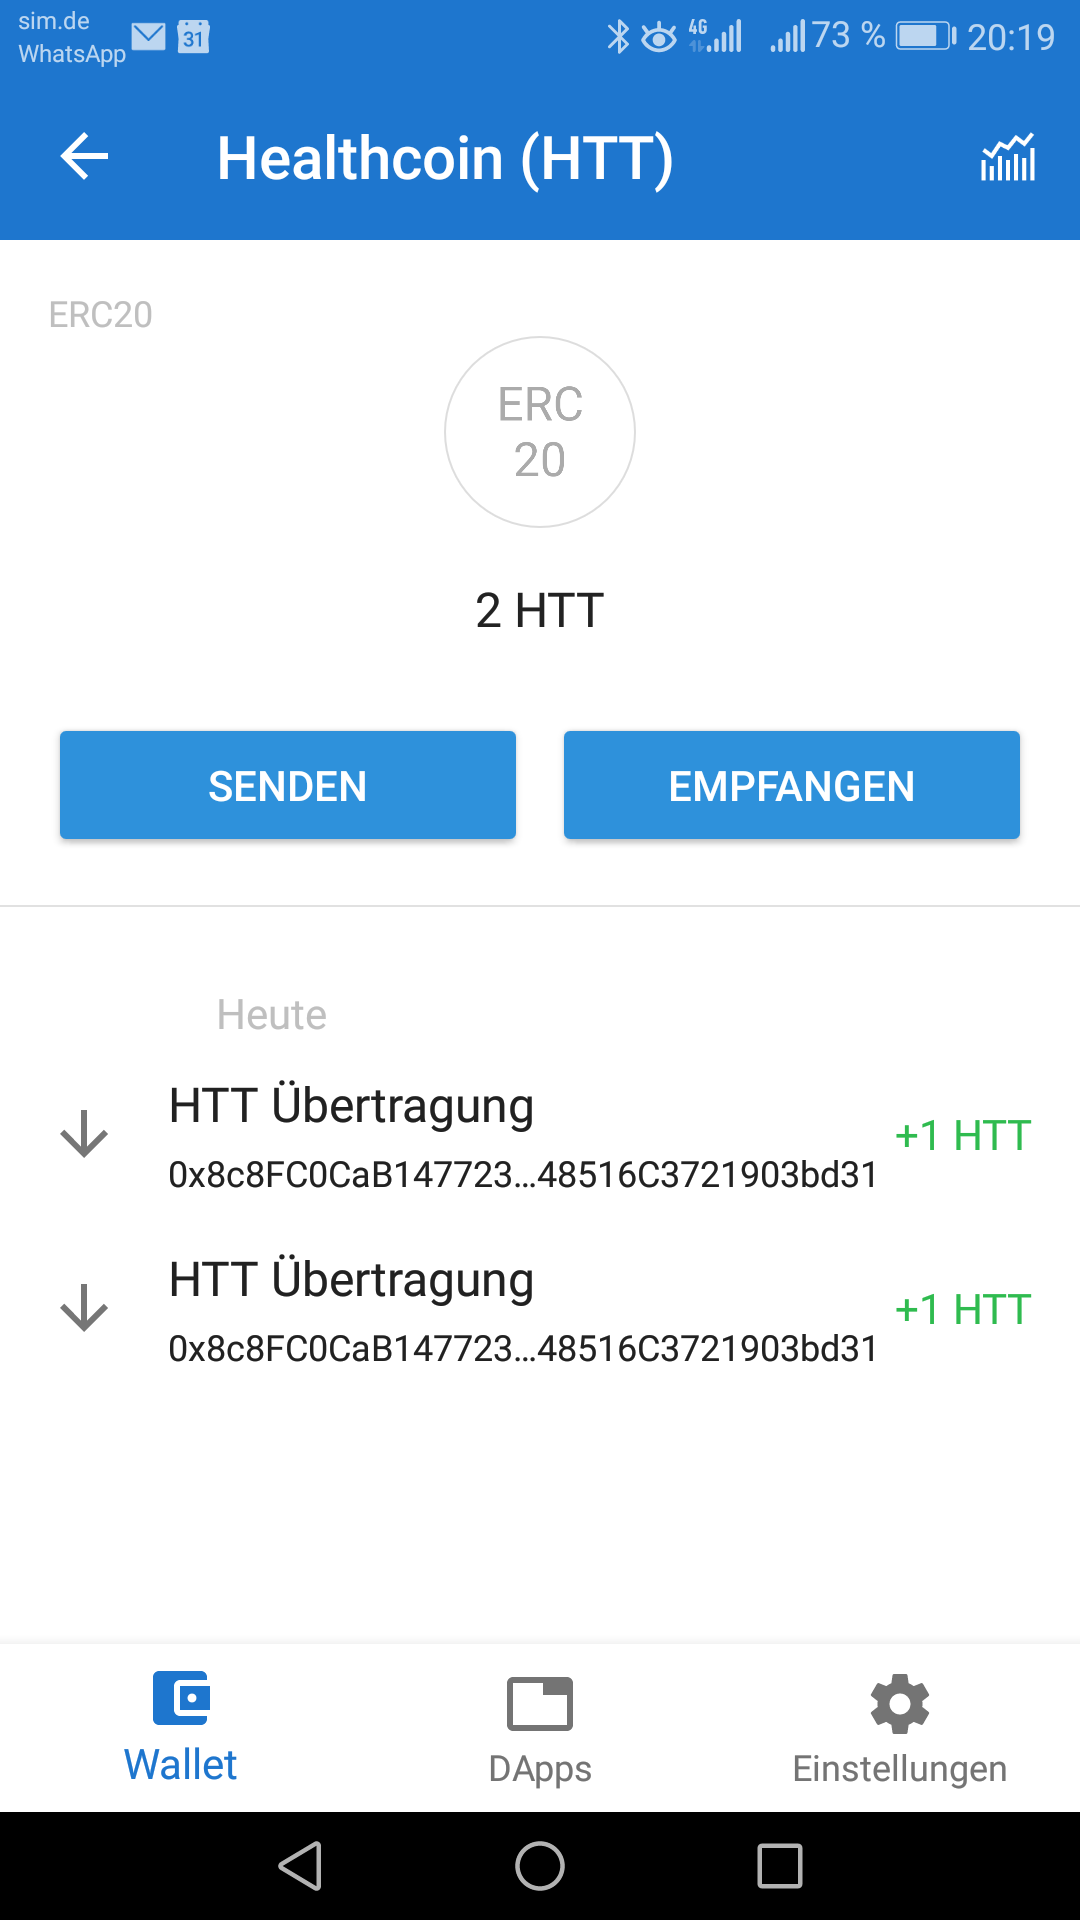 sim.de
WhatsApp
31
4G
73 %
20:19
Healthcoin (HTT)
ERC20
ERC
20
2 HTT
SENDEN
EMPFANGEN
Heute
HTT Übertragung
+1 HTT
0x8c8FC0CaB147723…48516C3721903bd31
HTT Übertragung
+1 HTT
0x8c8FC0CaB147723…48516C3721903bd31
Wallet
DApps
Einstellungen